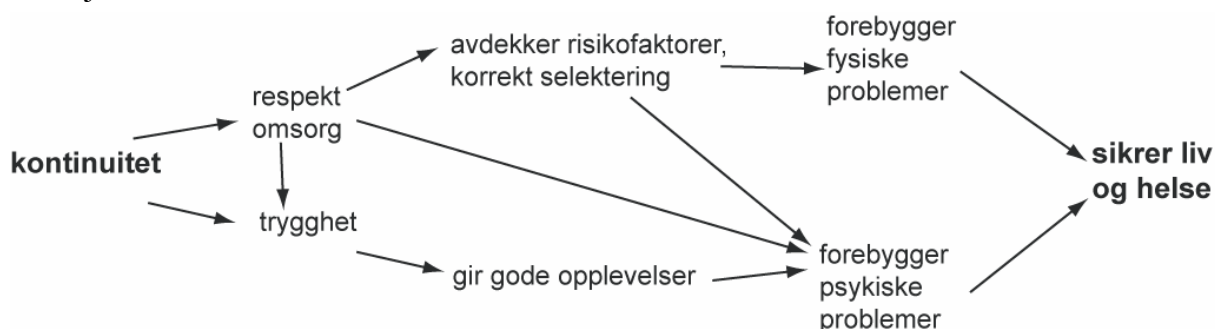 kontinuitet
respekt
omsorg
trygghet
avdekker risikofaktorer,
korrekt selektering
gir gode opplevelser
forebygger
fysiske
problemer
forebygger
psykiske
problemer
sikrer liv
og helse